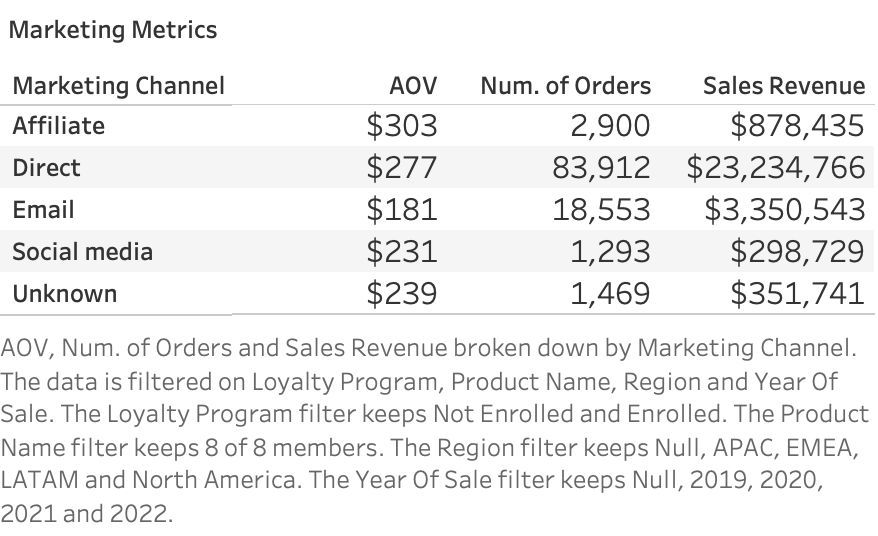 Marketing Metrics
Marketing Channel AOV Num. of Orders Sales Revenue
Affiliate $303 2,900 $878,435
Direct $277 83,912 $23,234,766
Email $181 18,553 $3,350,543
Social media $231 1,293 $298,729
Unknown $239 1,469 $351,741
AOV, Num. of Orders and Sales Revenue broken down by Marketing Channel.
The data is filtered on Loyalty Program, Product Name, Region and Year Of
Sale. The Loyalty Program filter keeps Not Enrolled and Enrolled. The Product
Name filter keeps 8 of 8 members. The Region filter keeps Null, APAC, EMEA,
LATAM and North America. The Year Of Sale filter keeps Null, 2019, 2020,
2021 and 2022.